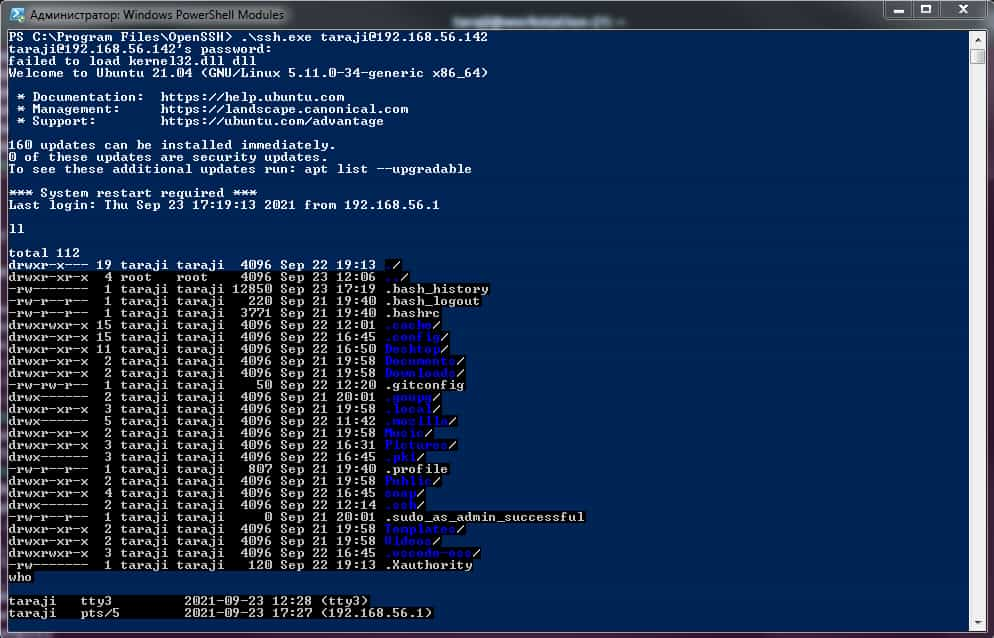 Администратор: Windows PowerShell Modules
PS C:\Program Files\OpenSSH> .\ssh.exe taraji@192.168.56.142
taraji@192.168.56.142's password:
failed to load kernel32.dll dll
Welcome to Ubuntu 21.04 (GNU/Linux 5.11.0-34-generic x86_64)
* Documentation: https://help.ubuntu.com
* Management: https://landscape.canonical.com
* Support: https://ubuntu.com/advantage
160 updates can be installed immediately.
0 of these updates are security updates.
To see these additional updates run: apt list --upgradable
*** System restart required ***
Last login: Thu Sep 23 17:19:13 2021 from 192.168.56.1
ll
total 112
drwxr-x--- 19 taraji taraji 4096 Sep 22 19:13 ./
drwxr-xr-x 4 root root 4096 Sep 23 12:06 ../
-rw------- 1 taraji taraji 12850 Sep 23 17:19 .bash_history
-rw-r--r-- 1 taraji taraji 220 Sep 21 19:40 .bash_logout
-rw-r--r-- 1 taraji taraji 3771 Sep 21 19:40 .bashrc
drwxrwxr-x 15 taraji taraji 4096 Sep 22 12:01 .cache/
drwxr-xr-x 15 taraji taraji 4096 Sep 22 16:45 .config/
drwxr-xr-x 11 taraji taraji 4096 Sep 22 16:50 Desktop/
drwxr-xr-x 2 taraji taraji 4096 Sep 21 19:58 Documents/
drwxr-xr-x 2 taraji taraji 4096 Sep 21 19:58 Downloads/
-rw-rw-r-- 1 taraji taraji 50 Sep 22 12:20 .gitconfig
drwx------ 2 taraji taraji 4096 Sep 21 20:01 .gnupg/
drwxr-xr-x 3 taraji taraji 4096 Sep 21 19:58 .local/
drwx------ 5 taraji taraji 4096 Sep 22 11:42 .mozilla/
drwxr-xr-x 2 taraji taraji 4096 Sep 21 19:58 Music/
drwxr-xr-x 3 taraji taraji 4096 Sep 22 16:31 Pictures/
drwx------ 3 taraji taraji 4096 Sep 22 16:45 .pki/
-rw-r--r-- 1 taraji taraji 807 Sep 21 19:40 .profile
drwxr-xr-x 2 taraji taraji 4096 Sep 21 19:58 Public/
drwxr-xr-x 4 taraji taraji 4096 Sep 22 16:45 snap/
drwx------ 2 taraji taraji 4096 Sep 22 12:14 .ssh/
-rw-r--r-- 1 taraji taraji 0 Sep 21 20:01 .sudo_as_admin_successful
drwxr-xr-x 2 taraji taraji 4096 Sep 21 19:58 Templates/
drwxr-xr-x 2 taraji taraji 4096 Sep 21 19:58 Videos/
drwxrwxr-x 3 taraji taraji 4096 Sep 22 16:45 .vscode-oss/
-rw------- 1 taraji taraji 120 Sep 22 19:13 .Xauthority
who
taraji tty3 2021-09-23 12:28 (tty3)
taraji pts/5 2021-09-23 17:27 (192.168.56.1)